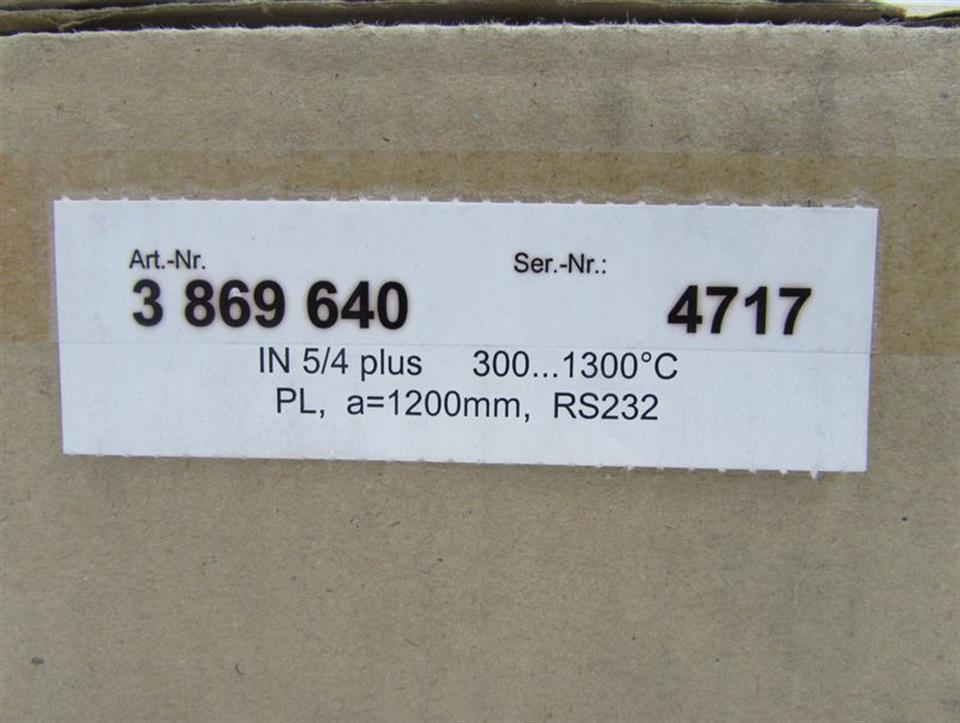 Art.-Nr. Ser.-Nr.:
3 869 640 4717
IN 5/4 plus 300...1300°C
PL, a=1200mm, RS232